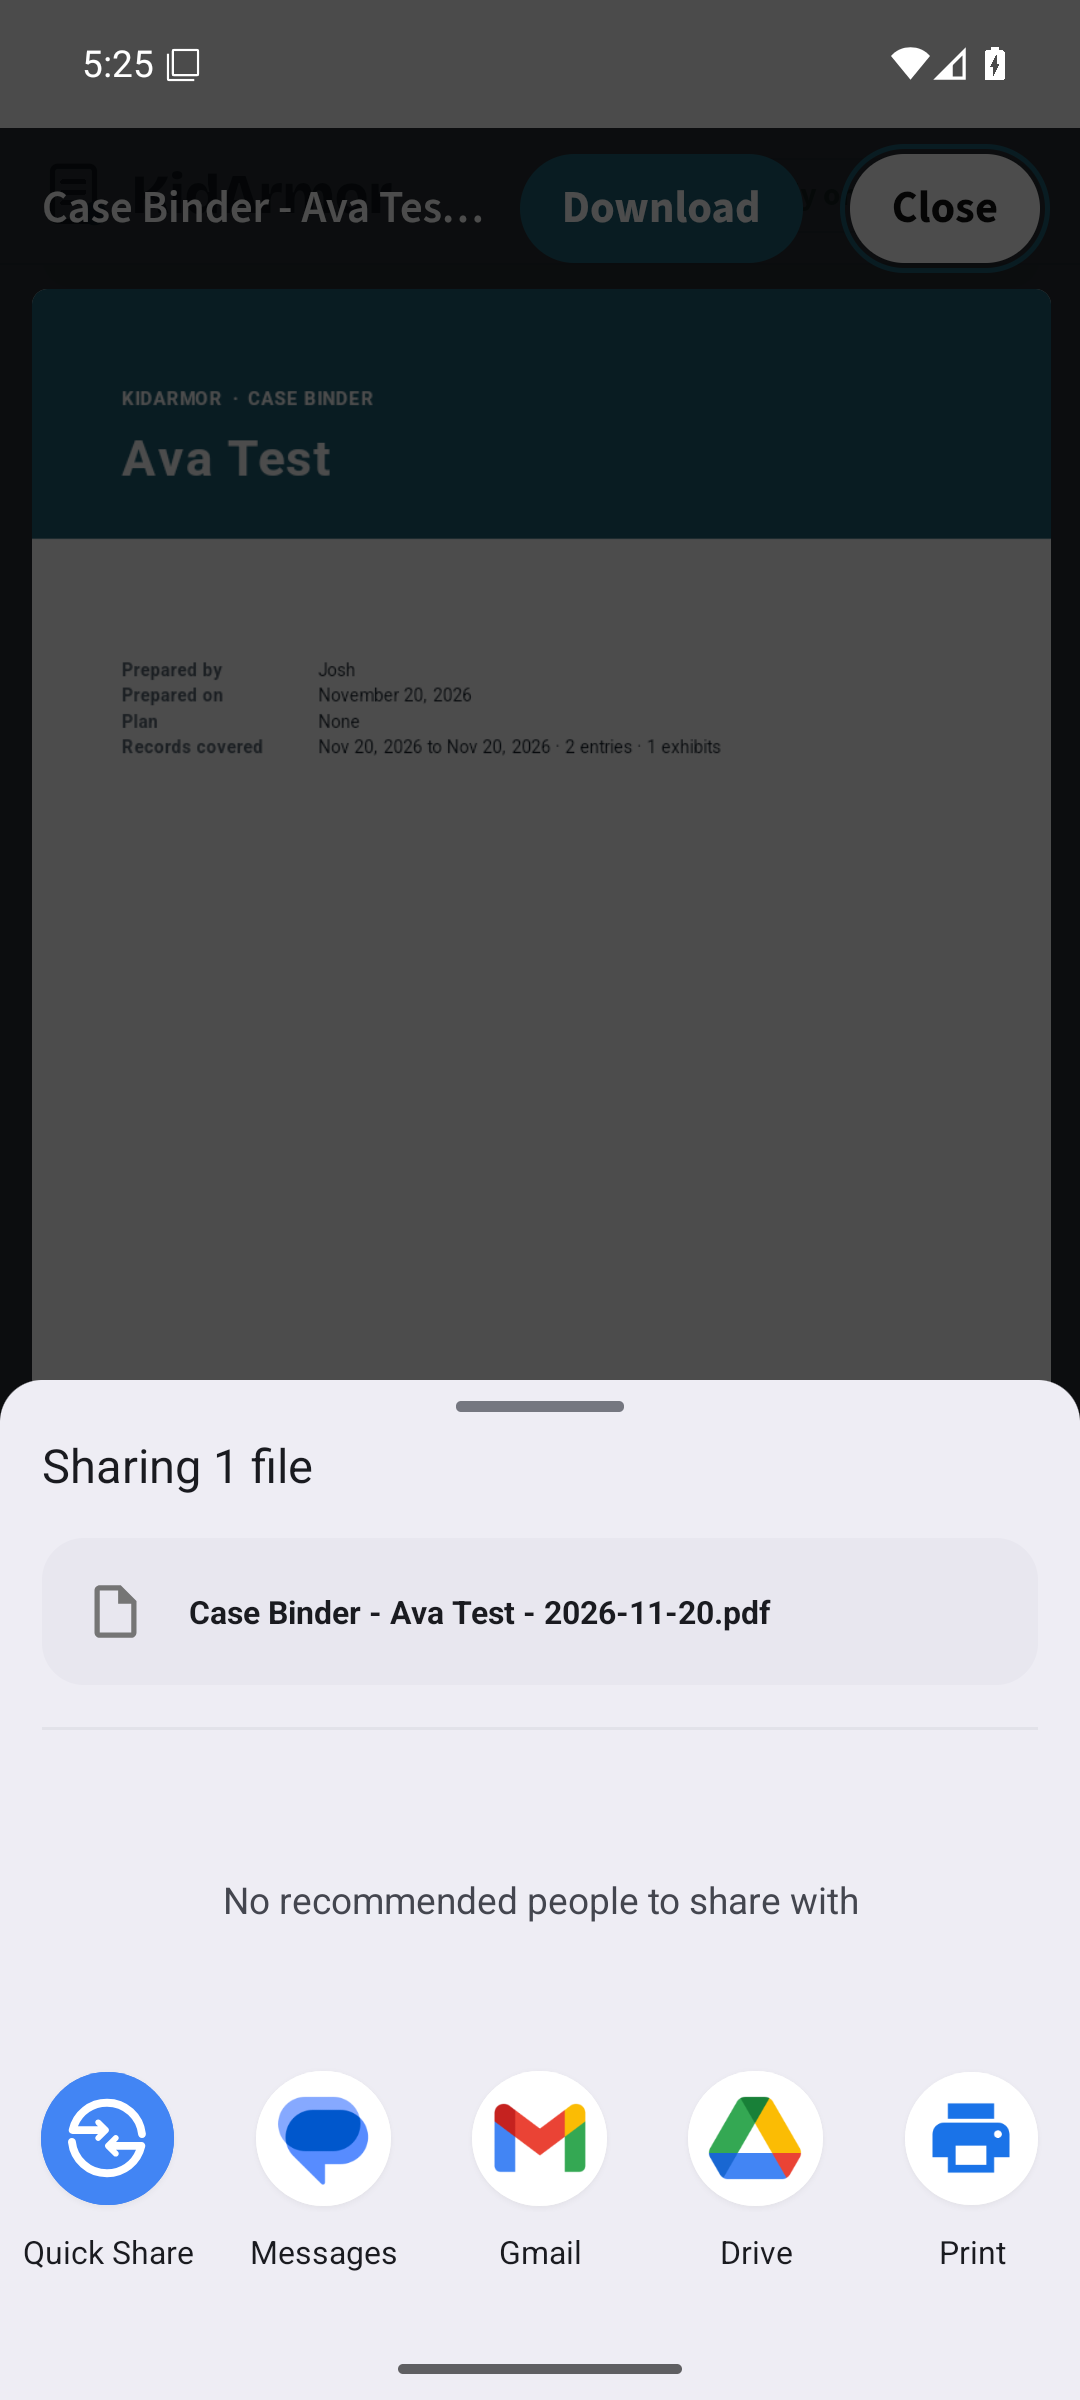 5:25
KidArmor
Case Binder - Ava Tes...
Download
Close
KIDARMOR · CASE BINDER
Ava Test
Prepared by Josh
Prepared on November 20, 2026
Plan None
Records covered Nov 20, 2026 to Nov 20, 2026 · 2 entries · 1 exhibits
Sharing 1 file
Case Binder - Ava Test - 2026-11-20.pdf
No recommended people to share with
Quick Share Messages Gmail Drive Print